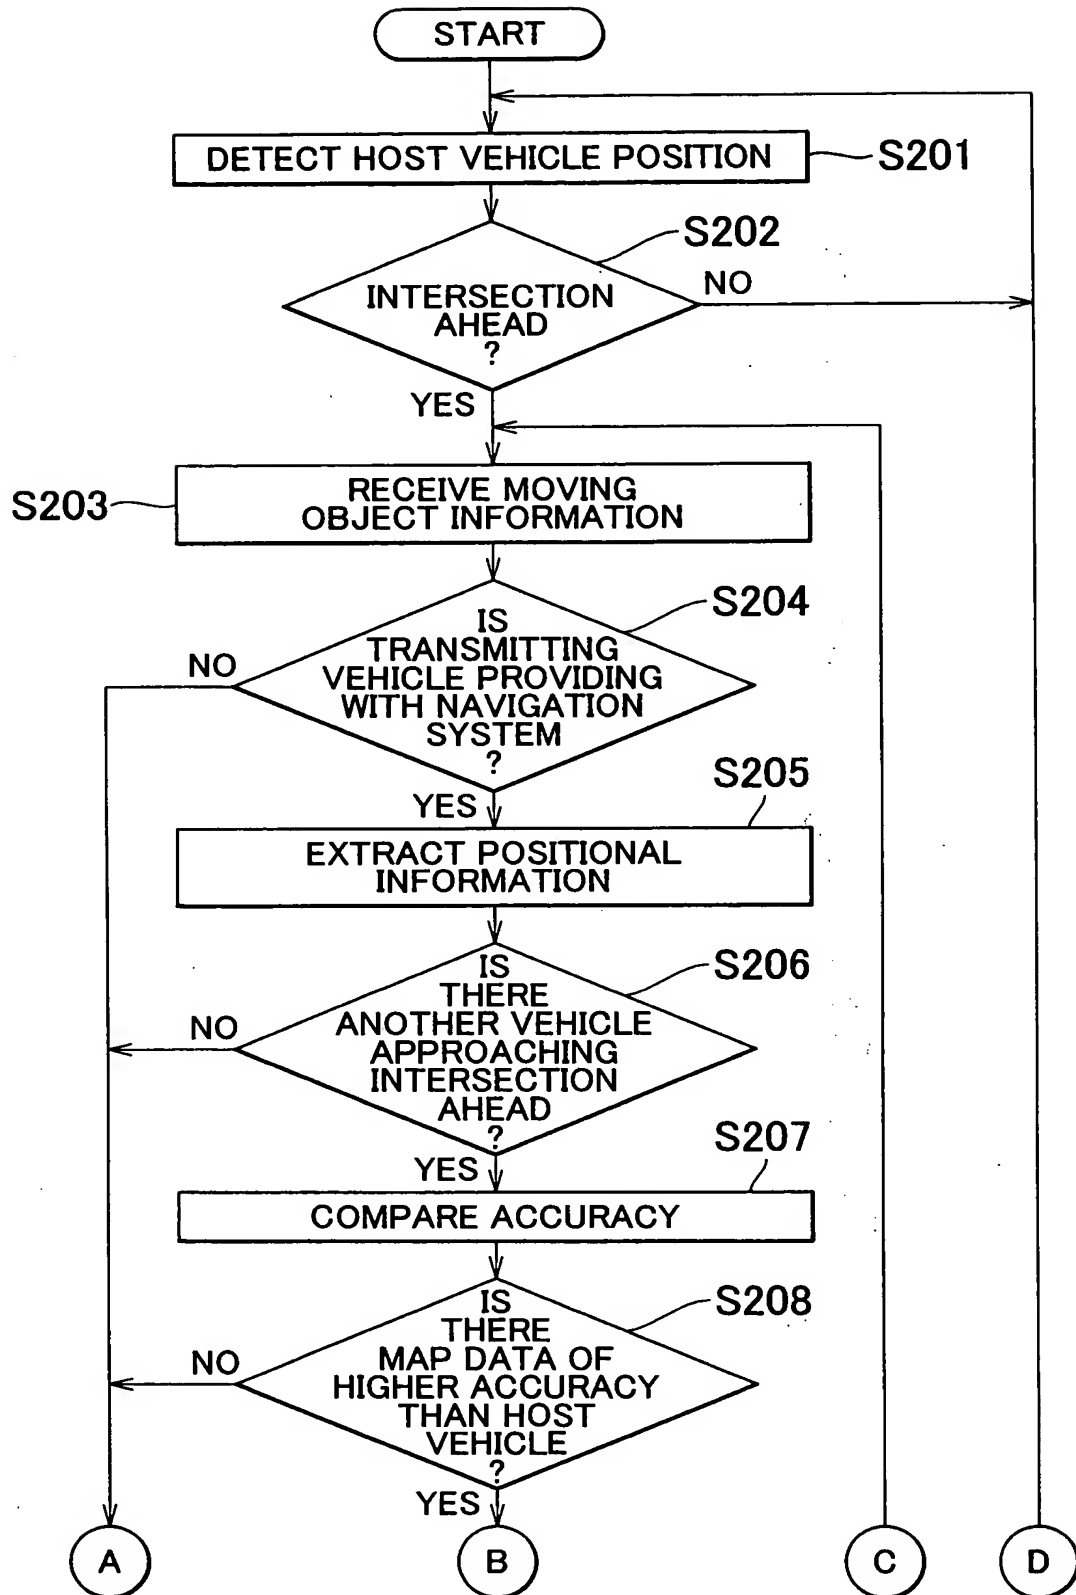 START
DETECT HOST VEHICLE POSITION
S201
S202
INTERSECTION
AHEAD
?
NO
YES
S203
RECEIVE MOVING
OBJECT INFORMATION
S204
IS
TRANSMITTING
VEHICLE PROVIDING
WITH NAVIGATION
SYSTEM
?
NO
YES
S205
EXTRACT POSITIONAL
INFORMATION
S206
IS
THERE
ANOTHER VEHICLE
APPROACHING
INTERSECTION
AHEAD
?
NO
YES
S207
COMPARE ACCURACY
S208
IS
THERE
MAP DATA OF
HIGHER ACCURACY
THAN HOST
VEHICLE
?
NO
YES
A
B
C
D